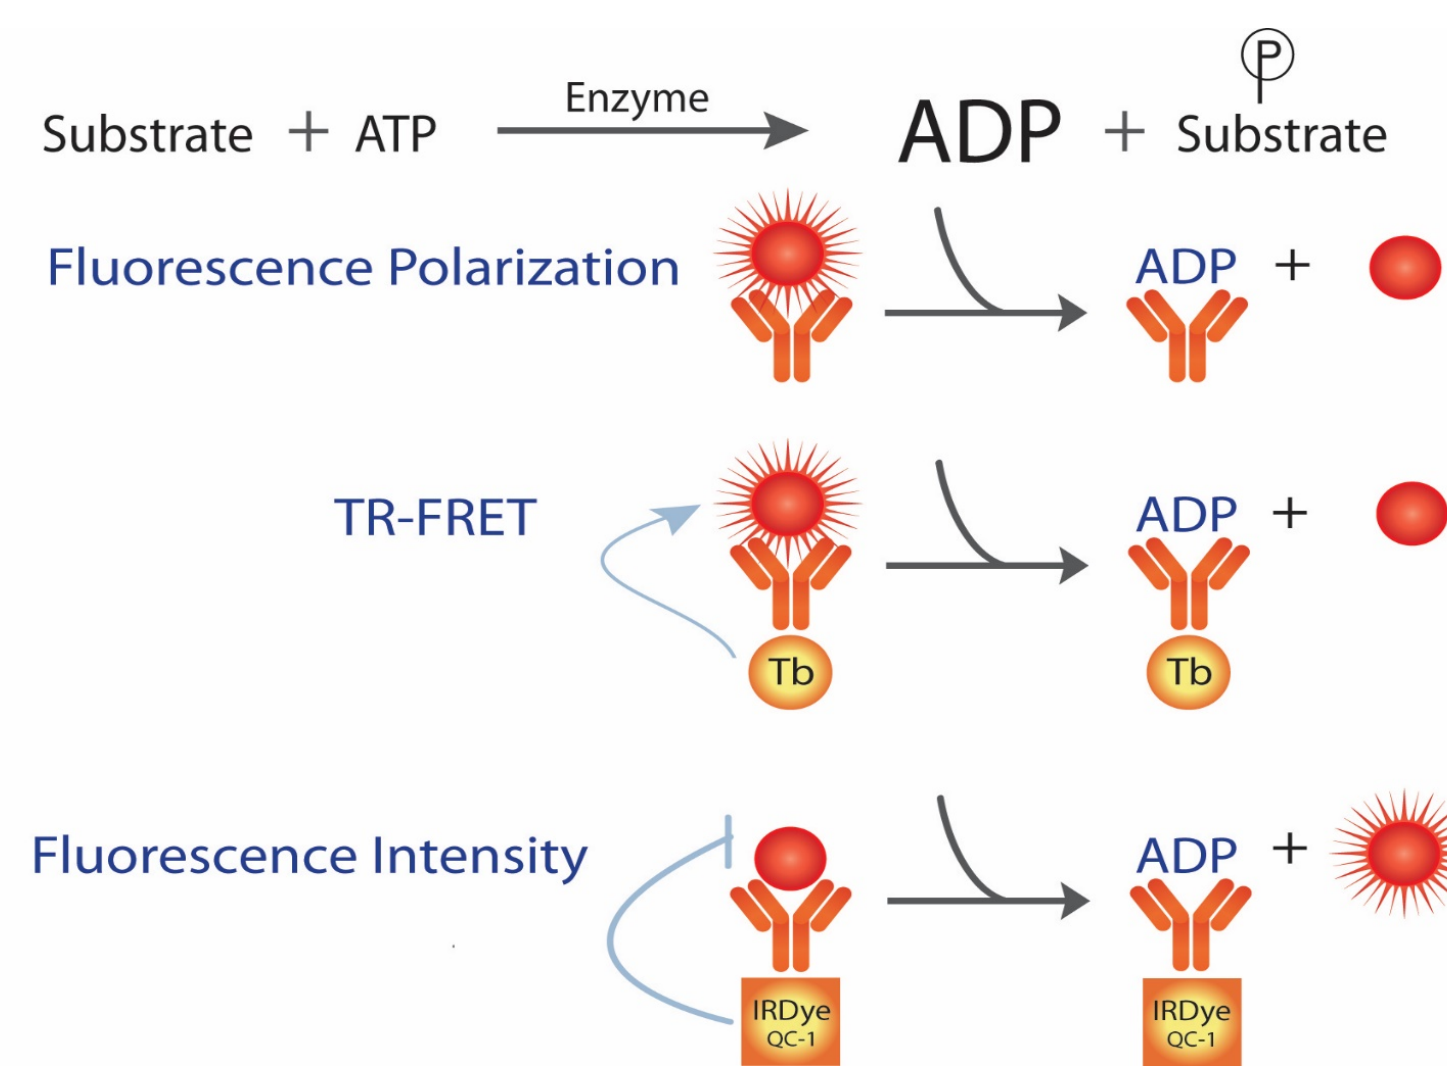 Enzyme
P
Substrate + ATP ADP + Substrate
Fluorescence Polarization ADP +
TR-FRET ADP +
Tb Tb
Fluorescence Intensity ADP +
IRDye IRDye
QC-1 QC-1